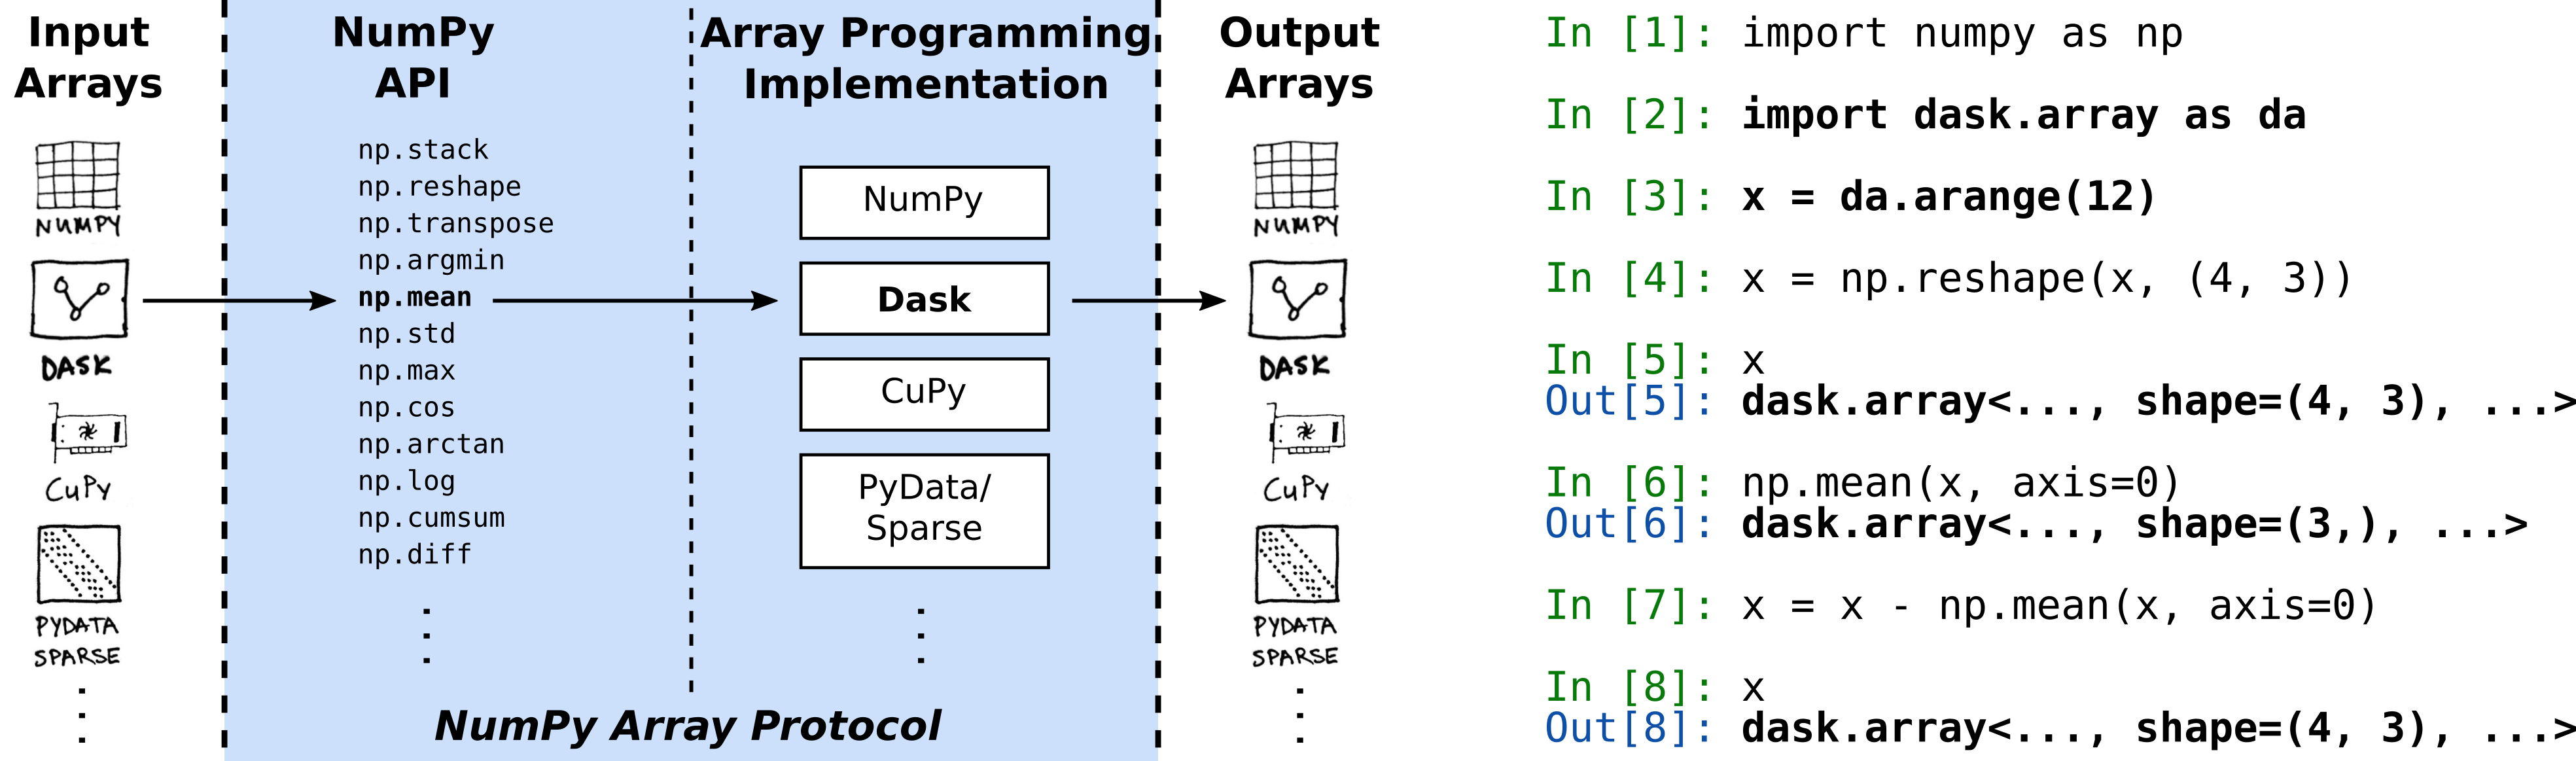 Input
Arrays
NUMPY
DASK
CuPy
PYDATA
SPARSE
NumPy
API
np.stack
np.reshape
np.transpose
np.argmin
np.mean
np.std
np.max
np.cos
np.arctan
np.log
np.cumsum
np.diff
Array Programming
Implementation
NumPy
Dask
CuPy
PyData/
Sparse
NumPy Array Protocol
Output
Arrays
NUMPY
DASK
CuPy
PYDATA
SPARSE
In [1]: import numpy as np
In [2]: import dask.array as da
In [3]: x = da.arange(12)
In [4]: x = np.reshape(x, (4, 3))
In [5]: x
Out[5]: dask.array<..., shape=(4, 3), ...>
In [6]: np.mean(x, axis=0)
Out[6]: dask.array<..., shape=(3,), ...>
In [7]: x = x - np.mean(x, axis=0)
In [8]: x
Out[8]: dask.array<..., shape=(4, 3), ...>